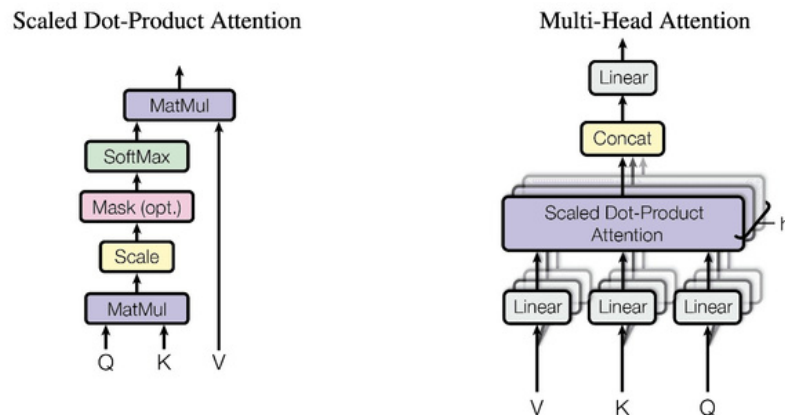 Scaled Dot-Product Attention
MatMul
SoftMax
Mask (opt.)
Scale
MatMul
Q K V
Multi-Head Attention
Linear
Concat
Scaled Dot-Product
Attention
h
Linear Linear Linear
V K Q